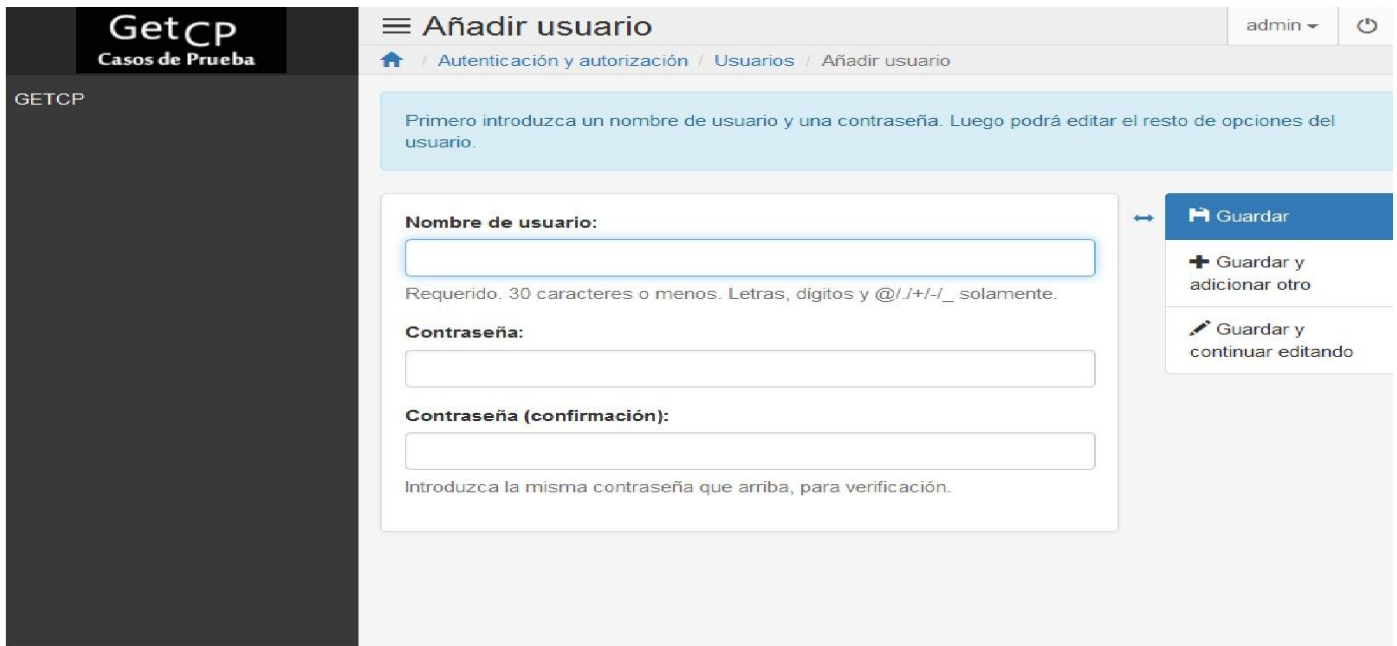 GetCP
Casos de Prueba
GETCP
Añadir usuario
admin
/ Autenticación y autorización / Usuarios / Añadir usuario
Primero introduzca un nombre de usuario y una contraseña. Luego podrá editar el resto de opciones del
usuario.
Nombre de usuario:
Requerido. 30 caracteres o menos. Letras, dígitos y @/./+/-/_ solamente.
Contraseña:
Contraseña (confirmación):
Introduzca la misma contraseña que arriba, para verificación.
Guardar
Guardar y
adicionar otro
Guardar y
continuar editando